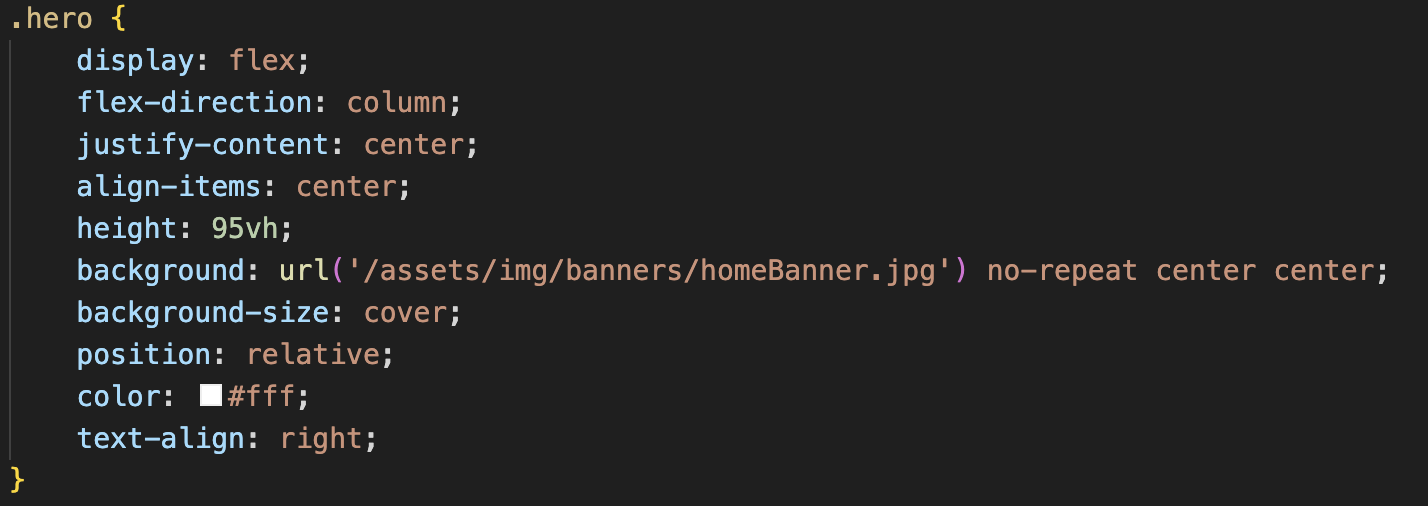 .hero {
    display: flex;
    flex-direction: column;
    justify-content: center;
    align-items: center;
    height: 95vh;
    background: url('/assets/img/banners/homeBanner.jpg') no-repeat center center;
    background-size: cover;
    position: relative;
    color: #fff;
    text-align: right;
}